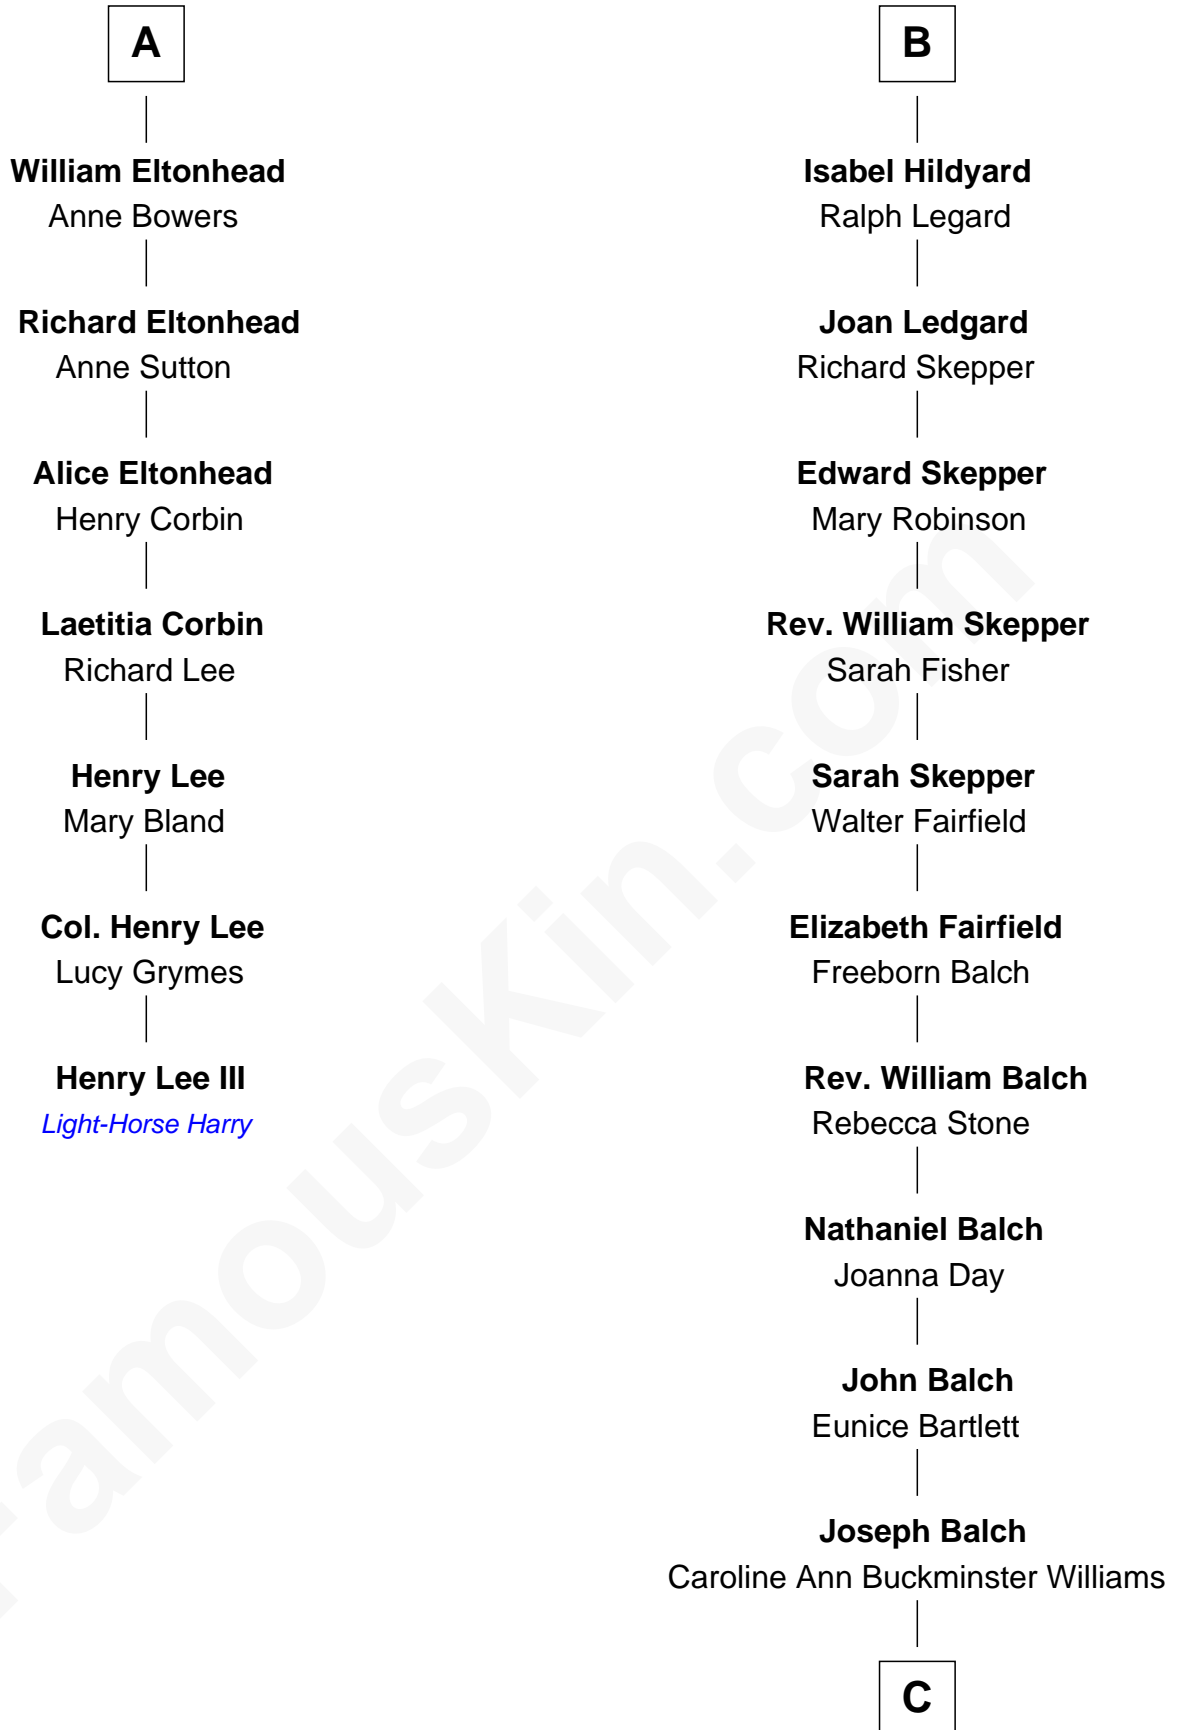 A
William Eltonhead
Anne Bowers
Richard Eltonhead
Anne Sutton
Alice Eltonhead
Henry Corbin
Laetitia Corbin
Richard Lee
Henry Lee
Mary Bland
Col. Henry Lee
Lucy Grymes
Henry Lee III
Light-Horse Harry
B
Isabel Hildyard
Ralph Legard
Joan Ledgard
Richard Skepper
Edward Skepper
Mary Robinson
Rev. William Skepper
Sarah Fisher
Sarah Skepper
Walter Fairfield
Elizabeth Fairfield
Freeborn Balch
Rev. William Balch
Rebecca Stone
Nathaniel Balch
Joanna Day
John Balch
Eunice Bartlett
Joseph Balch
Caroline Ann Buckminster Williams
C
FamousKin.com